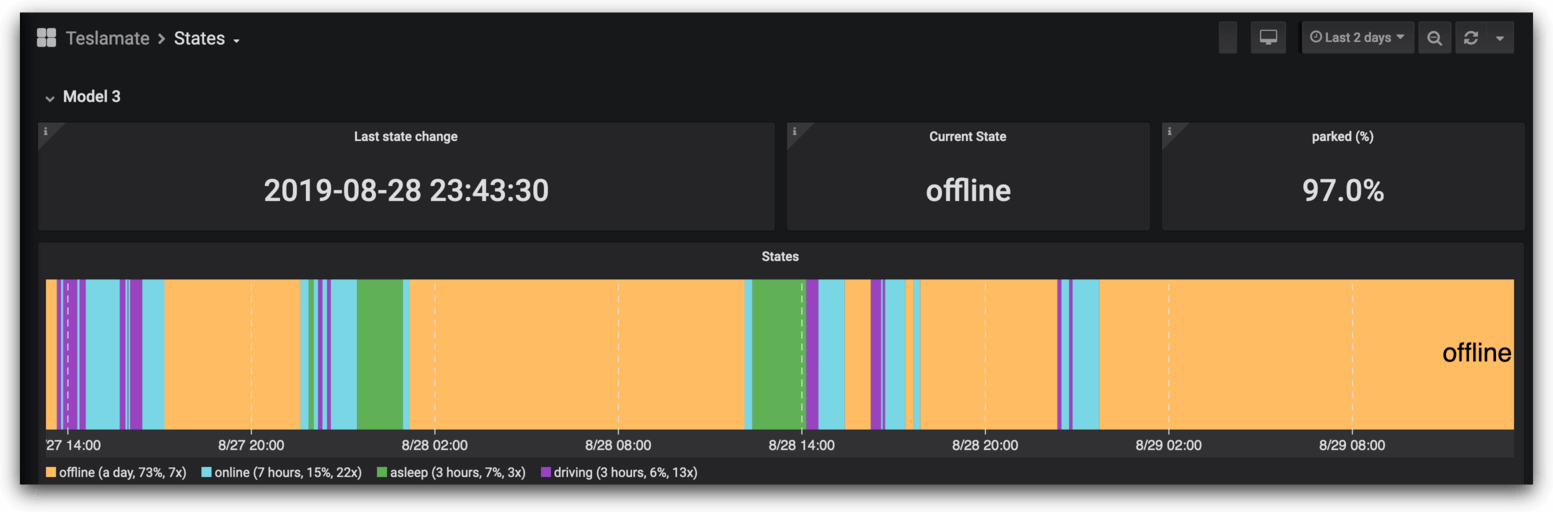 Teslamate > States
Last 2 days
Model 3
Last state change
Current State
parked (%)
2019-08-28 23:43:30
offline
97.0%
States
offline
'27 14:00
8/27 20:00
8/28 02:00
8/28 08:00
8/28 14:00
8/28 20:00
8/29 02:00
8/29 08:00
offline (a day, 73%, 7x)
online (7 hours, 15%, 22x)
asleep (3 hours, 7%, 3x)
driving (3 hours, 6%, 13x)